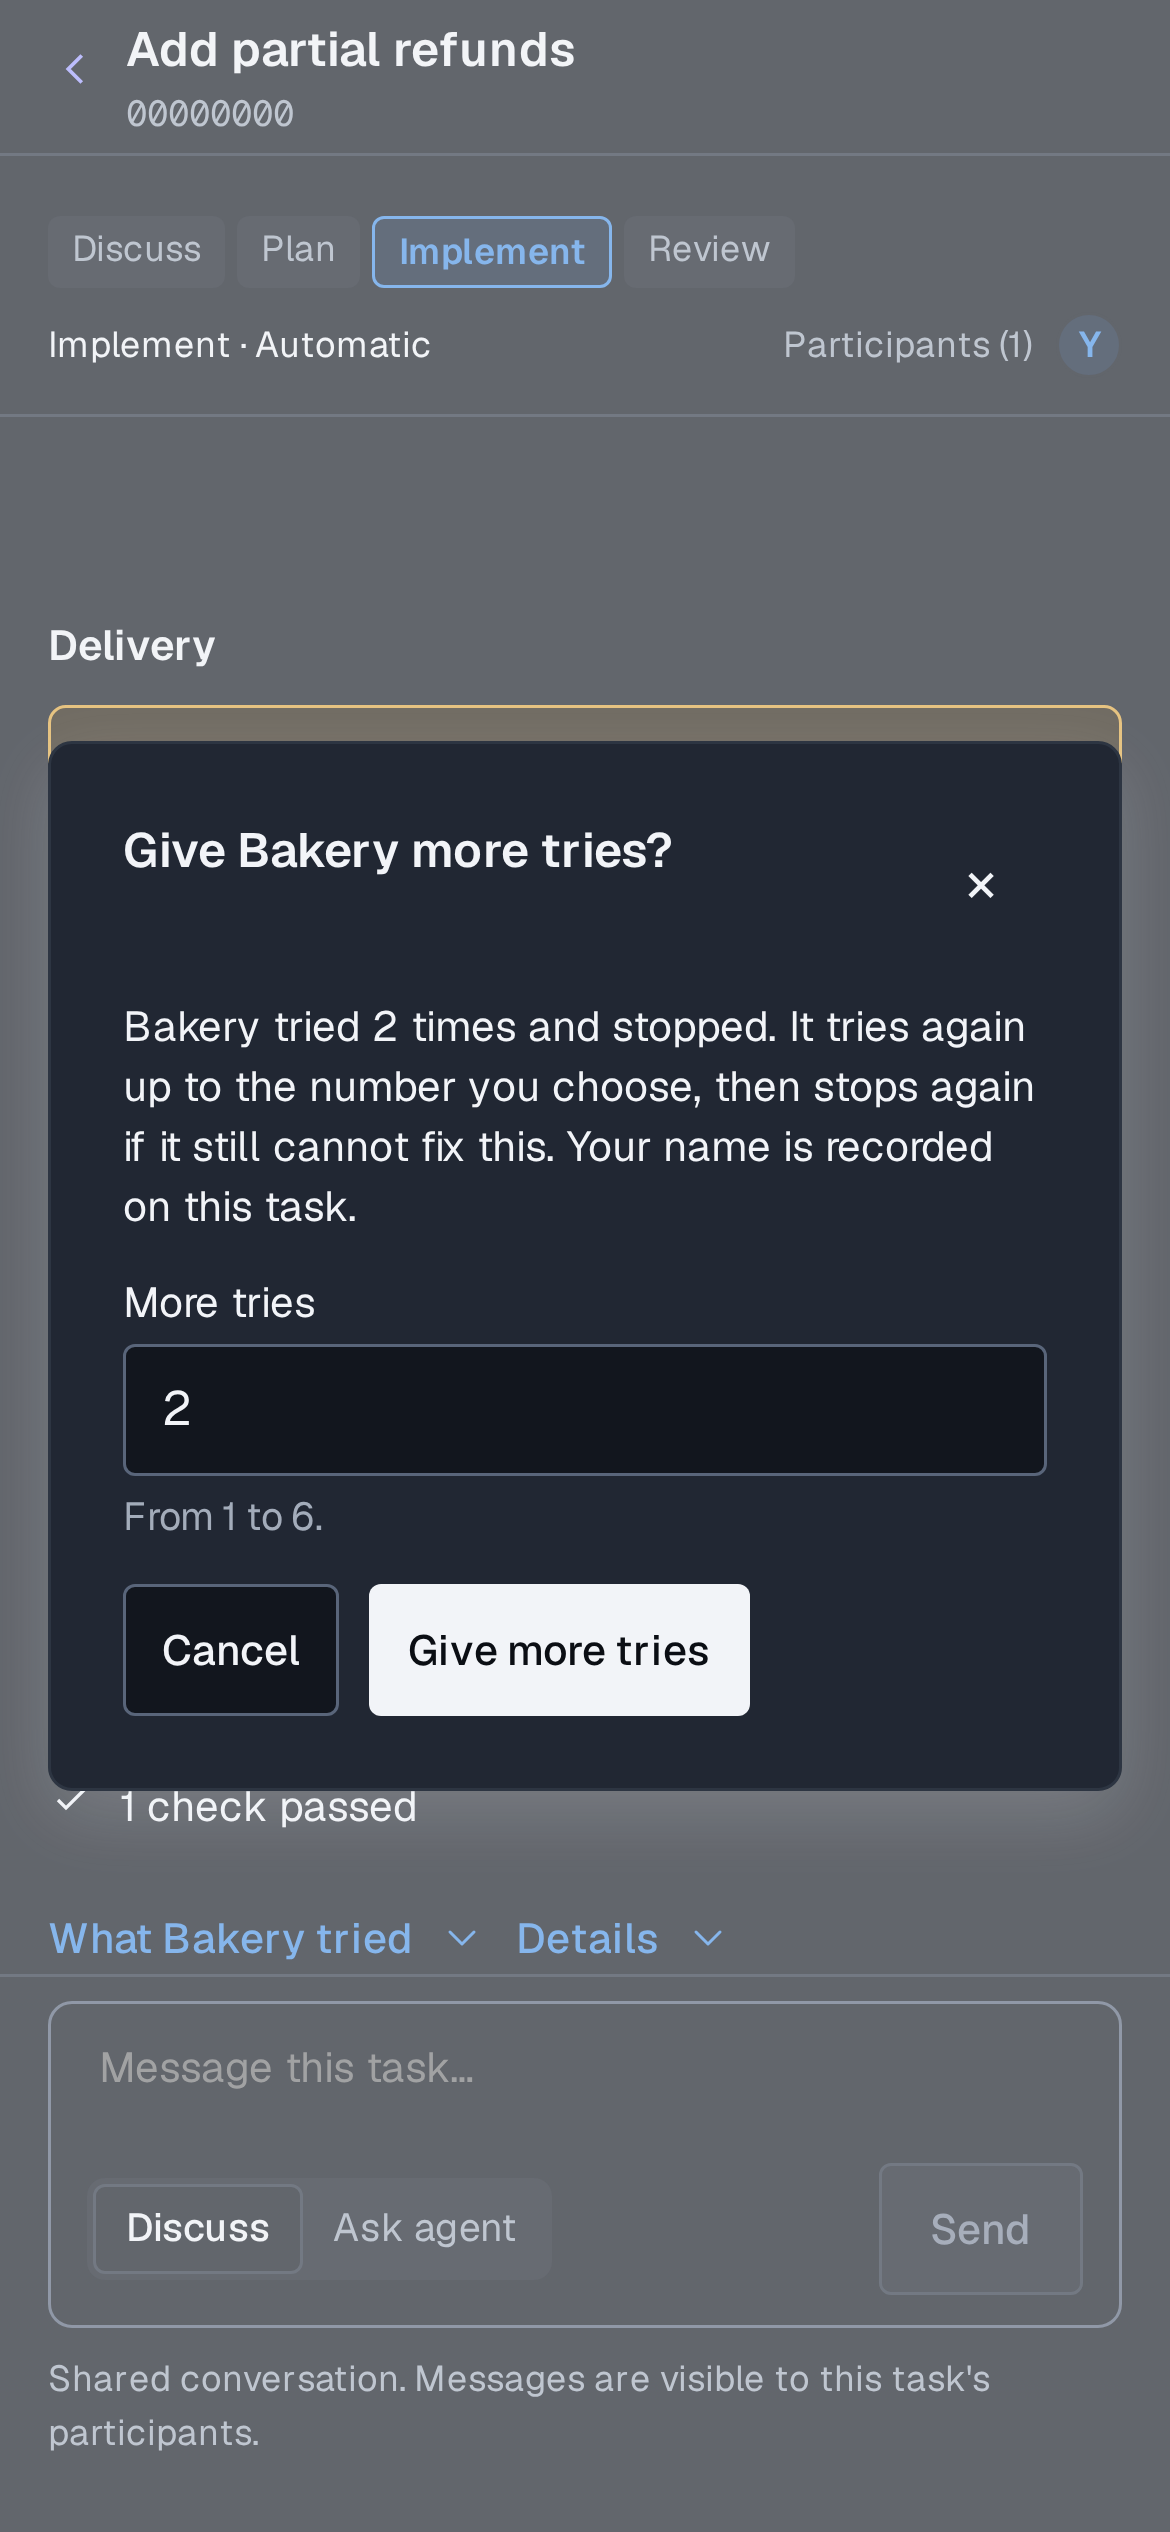 Add partial refunds
00000000
Discuss Plan Implement Review
Implement · Automatic Participants (1) Y
Delivery
Give Bakery more tries?
Bakery tried 2 times and stopped. It tries again
up to the number you choose, then stops again
if it still cannot fix this. Your name is recorded
on this task.
More tries
2
From 1 to 6.
Cancel Give more tries
1 check passed
What Bakery tried Details
Message this task...
Discuss Ask agent Send
Shared conversation. Messages are visible to this task's
participants.